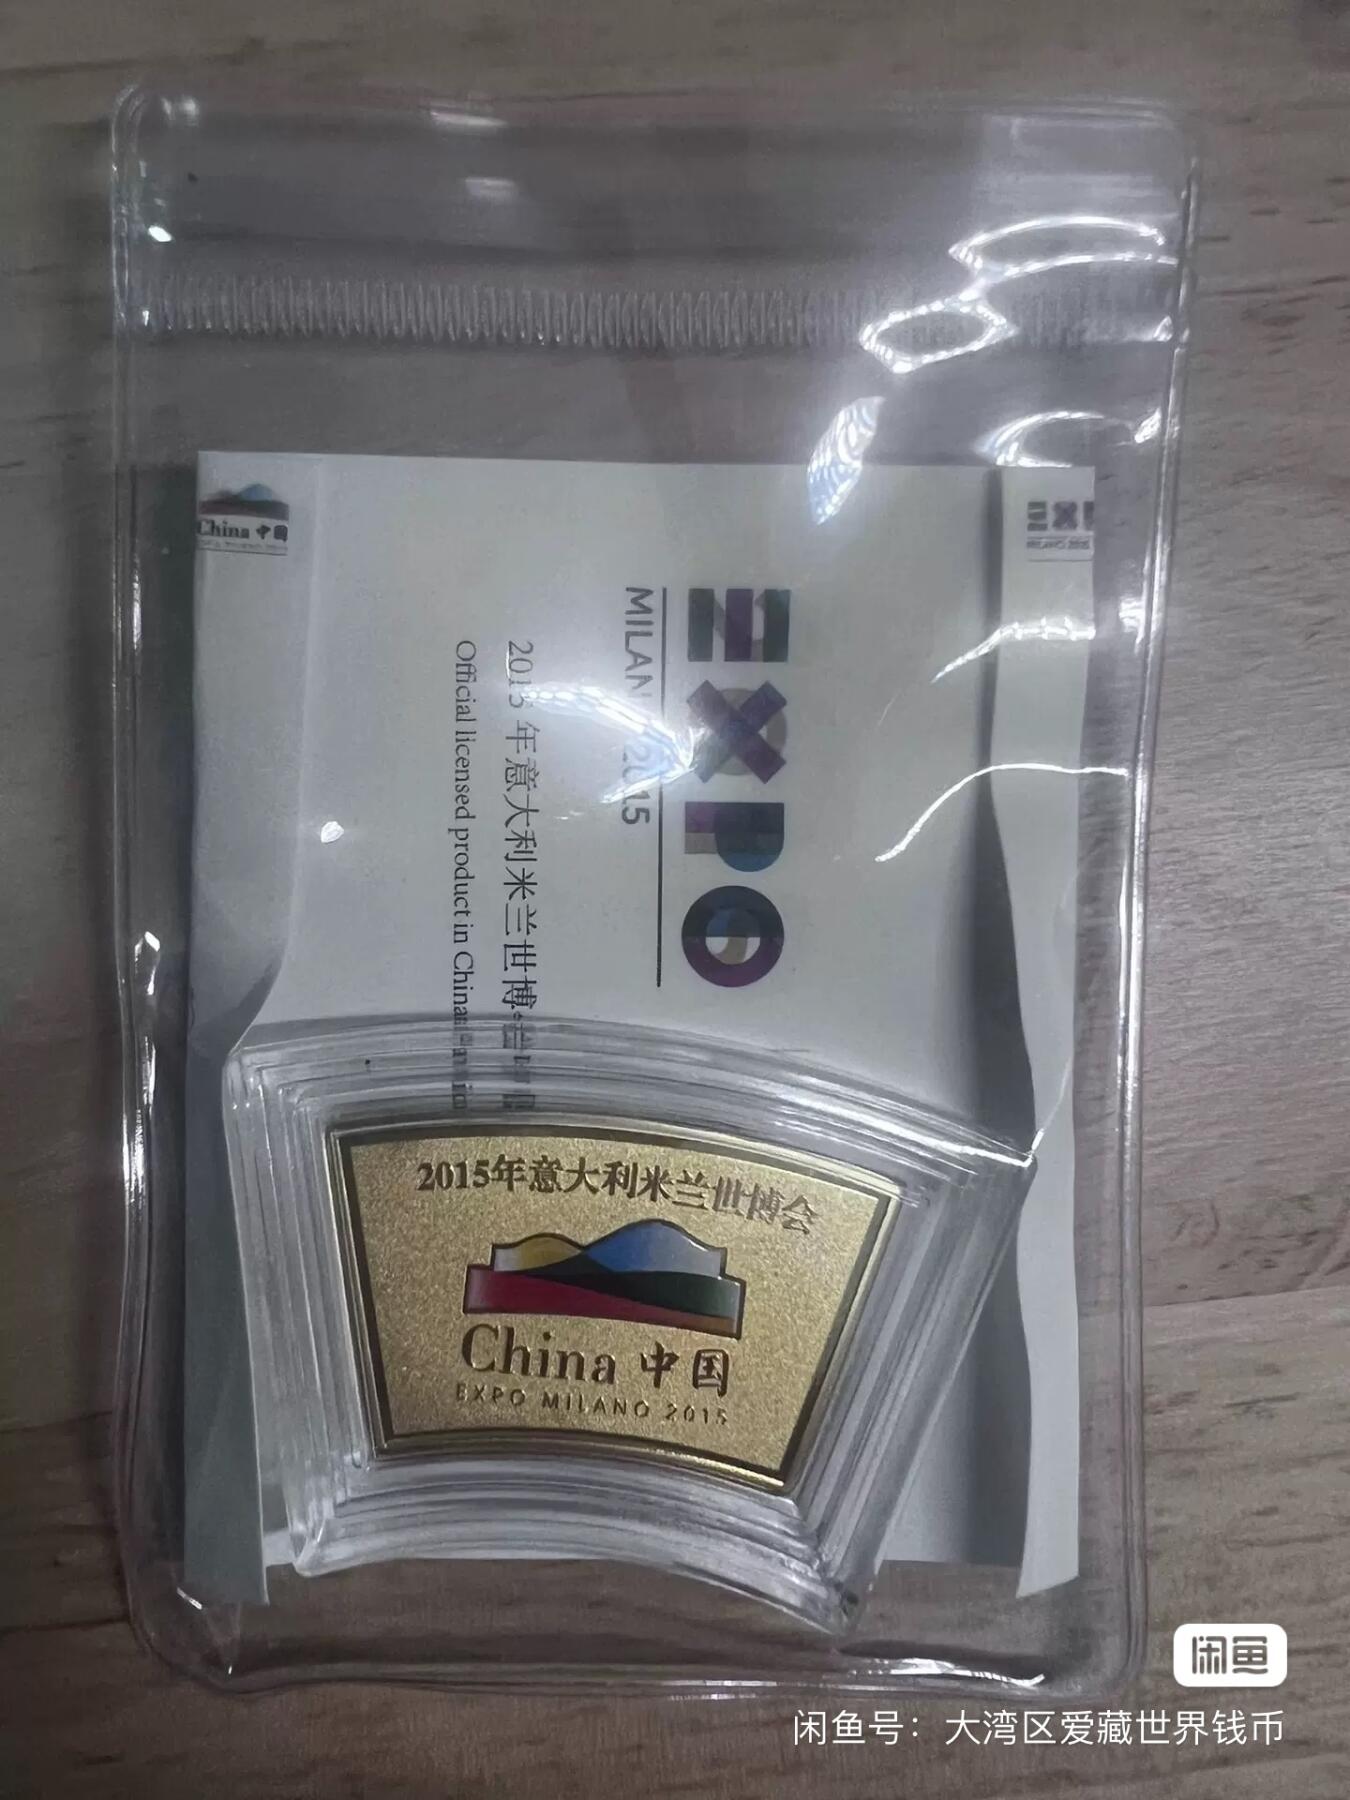 China 中国
EXPO
MILAN 2015
2015 年意大利米兰世博
Official licensed product in China
2015年意大利米兰世博会
China 中国
EXPO MILANO 2015
闲鱼
闲鱼号：大湾区爱藏世界钱币